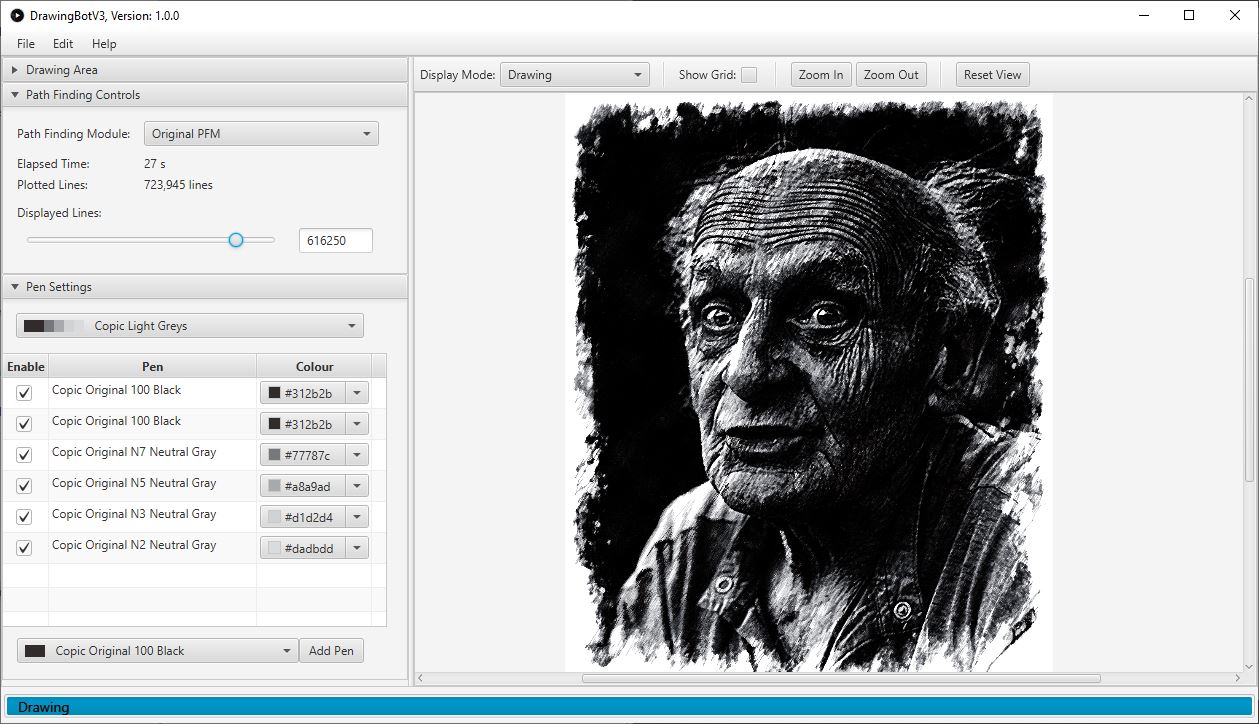 DrawingBotV3, Version: 1.0.0
File Edit Help
Drawing Area
Path Finding Controls
Path Finding Module: Original PFM
Elapsed Time: 27 s
Plotted Lines: 723,945 lines
Displayed Lines:
616250
Pen Settings
Copic Light Greys
Enable Pen Colour
Copic Original 100 Black #312b2b
Copic Original 100 Black #312b2b
Copic Original N7 Neutral Gray #77787c
Copic Original N5 Neutral Gray #a8a9ad
Copic Original N3 Neutral Gray #d1d2d4
Copic Original N2 Neutral Gray #dadbdd
Copic Original 100 Black Add Pen
Display Mode: Drawing Show Grid: Zoom In Zoom Out Reset View
Drawing